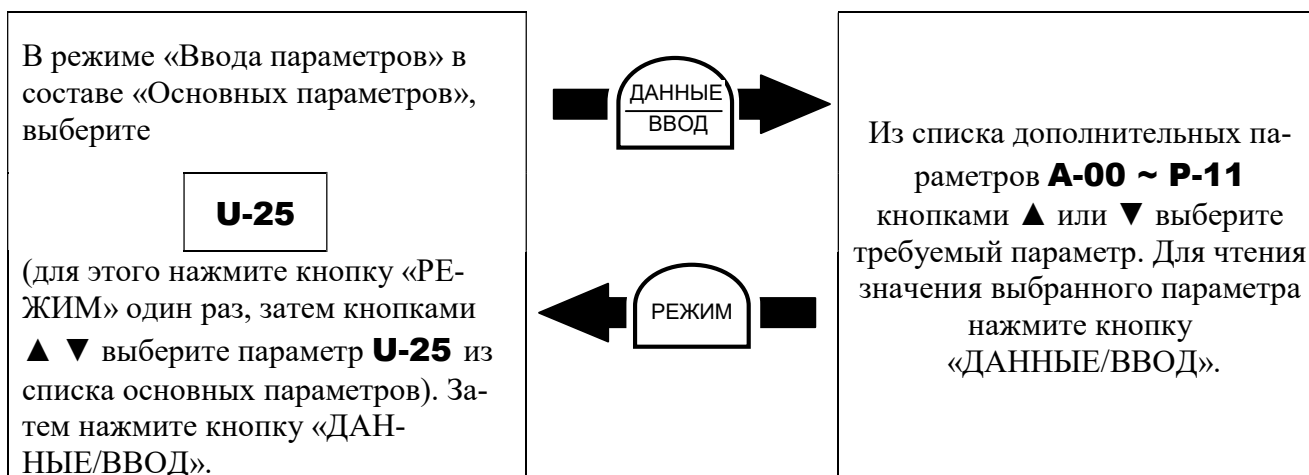 В режиме «Ввода параметров» в
составе «Основных параметров»,
выберите
U-25
(для этого нажмите кнопку «РЕ-
ЖИМ» один раз, затем кнопками
▲ ▼ выберите параметр U-25 из
списка основных параметров). За-
тем нажмите кнопку «ДАН-
НЫЕ/ВВОД».
ДАННЫЕ
ВВОД
РЕЖИМ
Из списка дополнительных па-
раметров A-00 ~ P-11
кнопками ▲ или ▼ выберите
требуемый параметр. Для чтения
значения выбранного параметра
нажмите кнопку
«ДАННЫЕ/ВВОД».